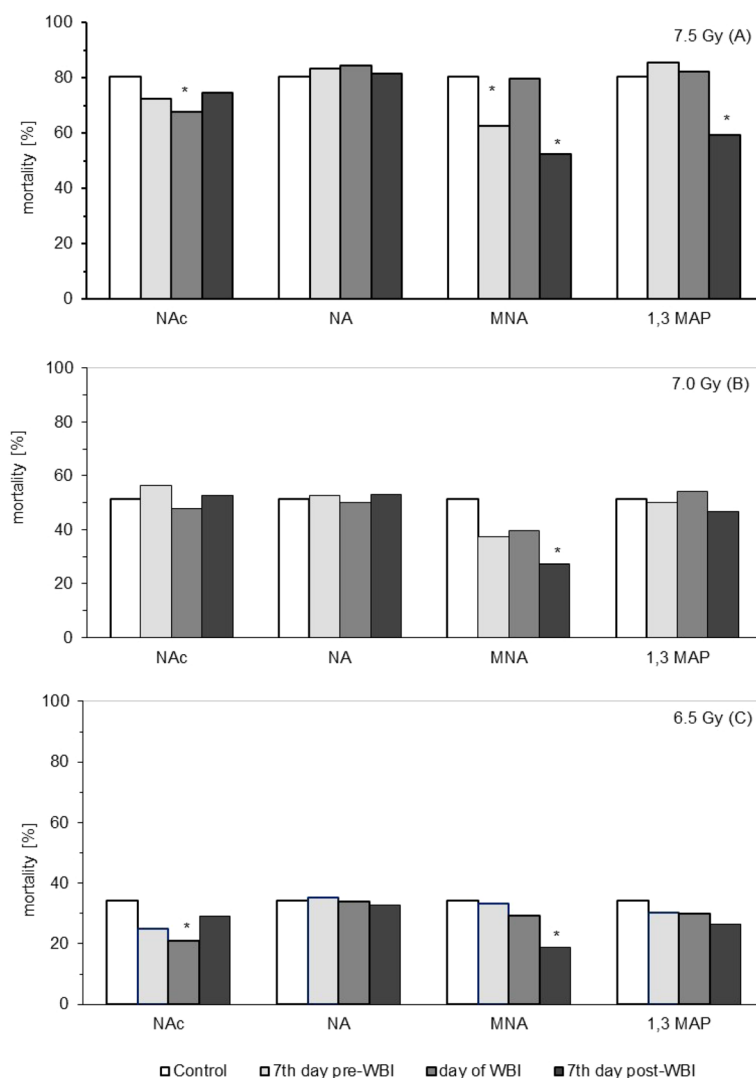 100
7.5 Gy (A)
80
*
*
*
*
60
mortality [%]
40
20
0
NAc NA MNA 1,3 MAP
100
7.0 Gy (B)
80
60
mortality [%]
40
*
20
0
NAc NA MNA 1,3 MAP
100
6.5 Gy (C)
80
60
mortality [%]
40
*
*
20
0
NAc NA MNA 1,3 MAP
Control 7th day pre-WBI day of WBI 7th day post-WBI